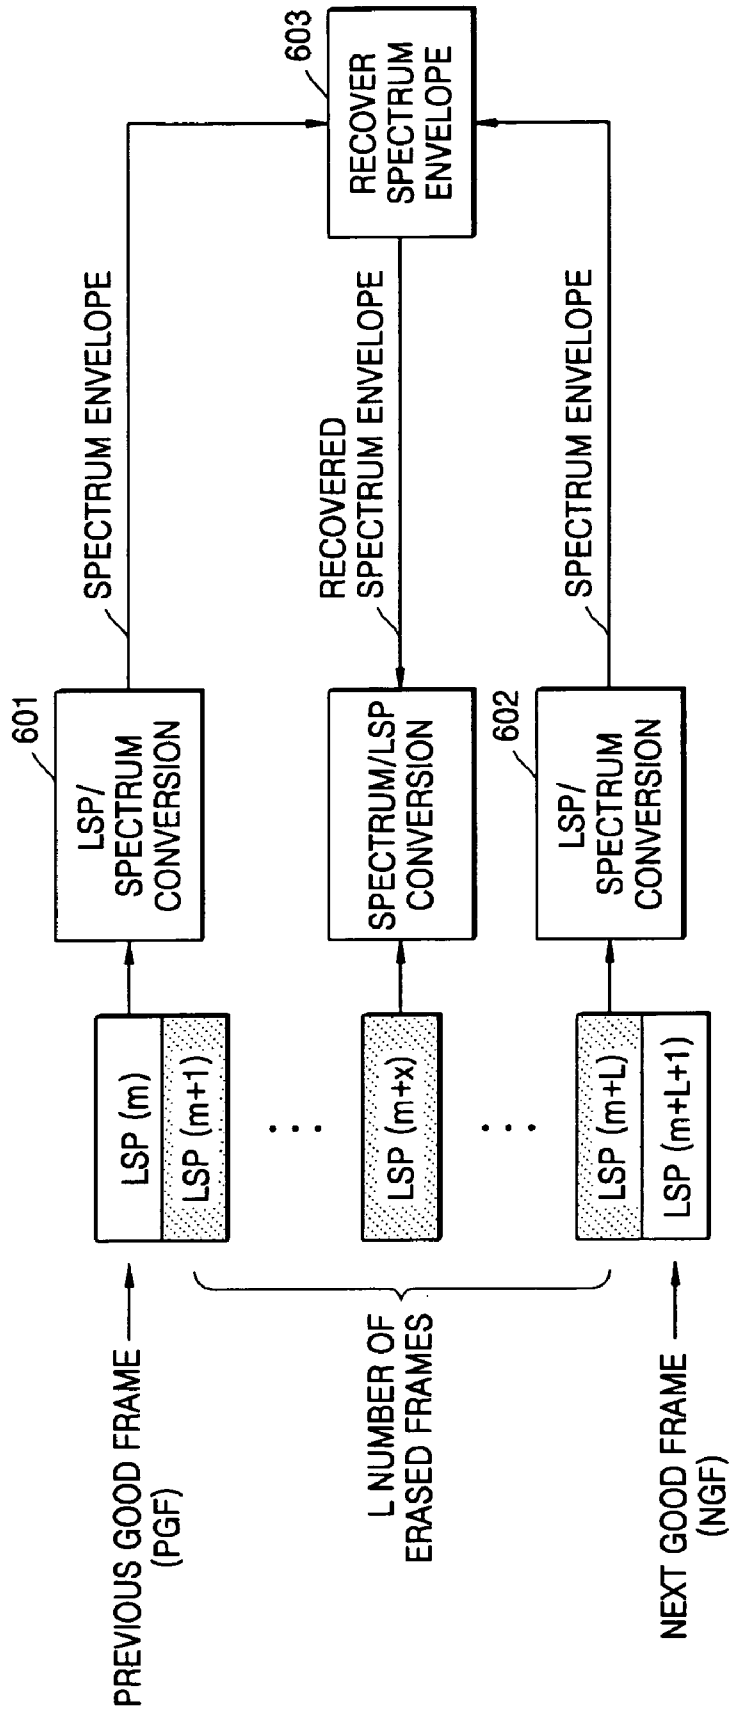 PREVIOUS GOOD FRAME
(PGF)
LSP (m)
LSP (m+1)
LSP/
SPECTRUM
CONVERSION
601
SPECTRUM ENVELOPE
L NUMBER OF
ERASED FRAMES
LSP (m+x)
SPECTRUM/LSP
CONVERSION
RECOVERED
SPECTRUM ENVELOPE
RECOVER
SPECTRUM
ENVELOPE
603
NEXT GOOD FRAME
(NGF)
LSP (m+L)
LSP (m+L+1)
LSP/
SPECTRUM
CONVERSION
602
SPECTRUM ENVELOPE